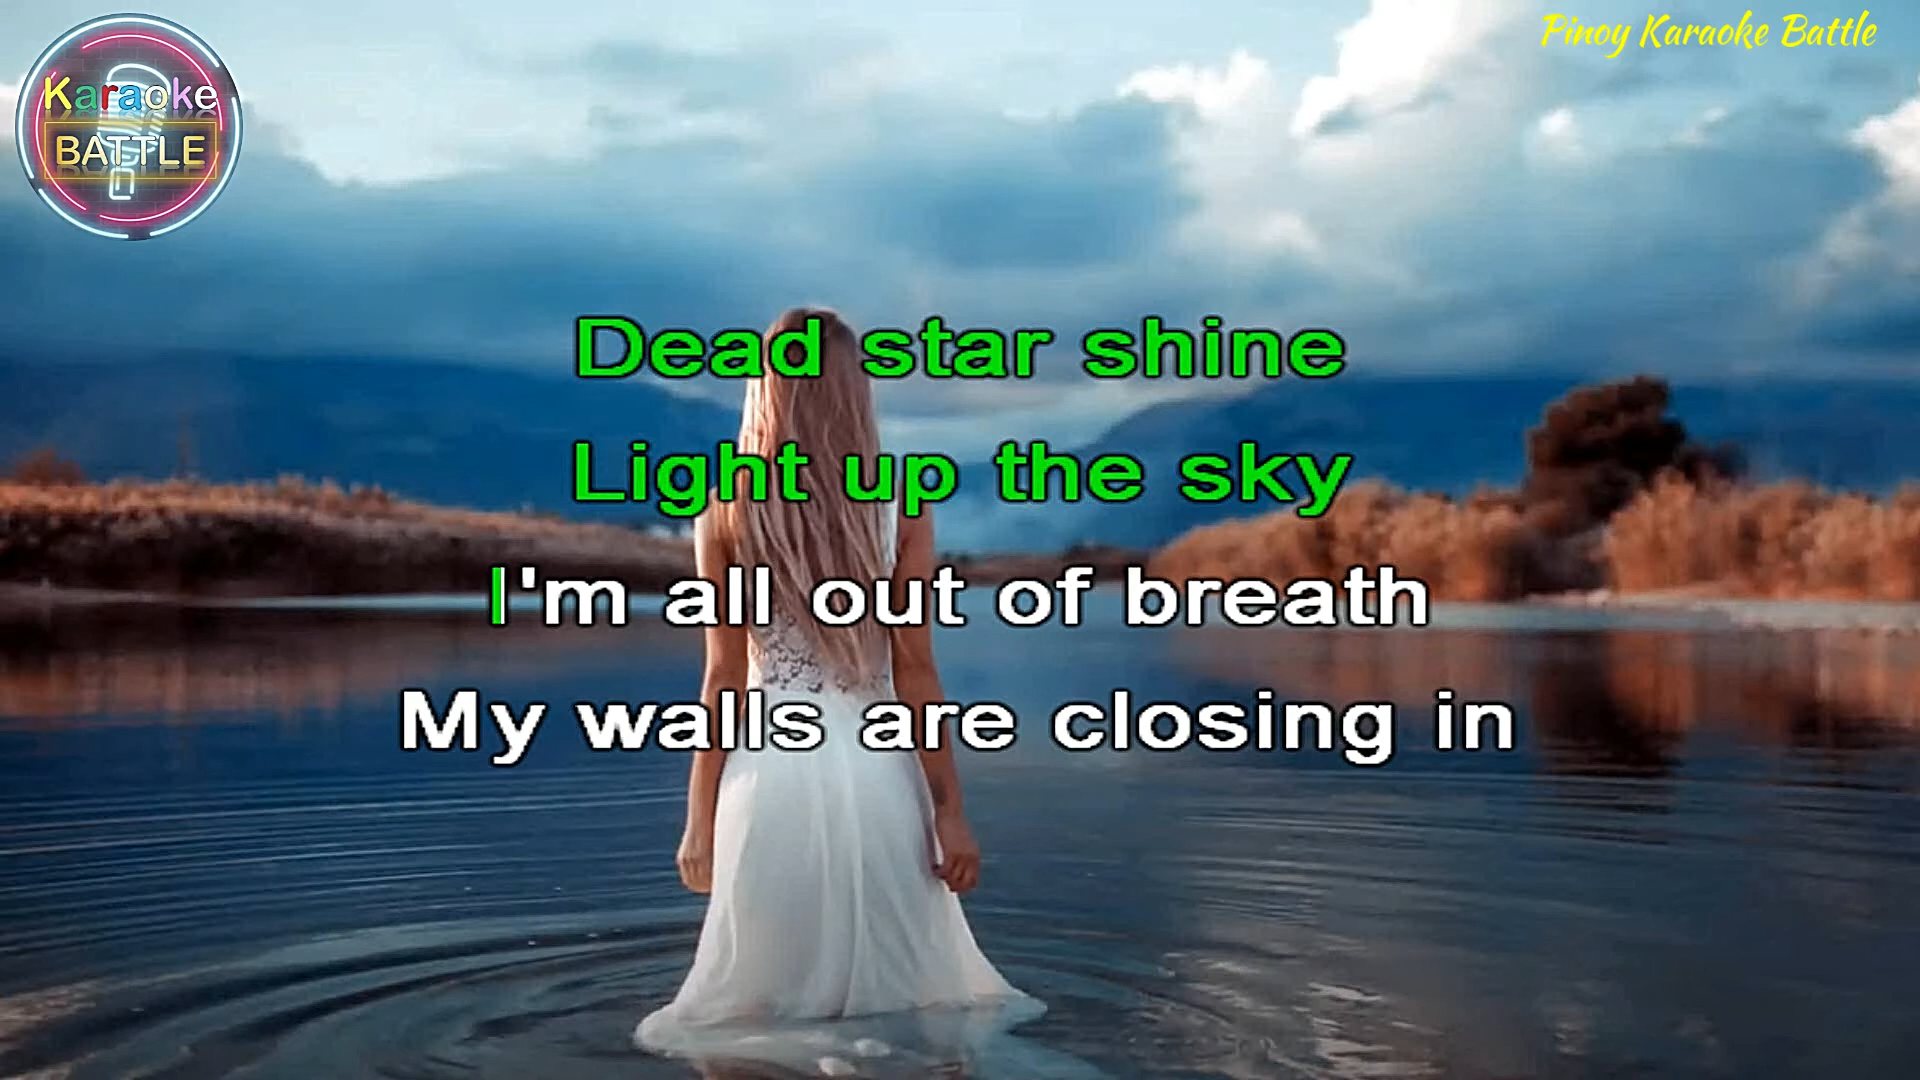 Karaoke
BATTLE
Pinoy Karaoke Battle
Dead star shine
Light up the sky
I'm all out of breath
My walls are closing in